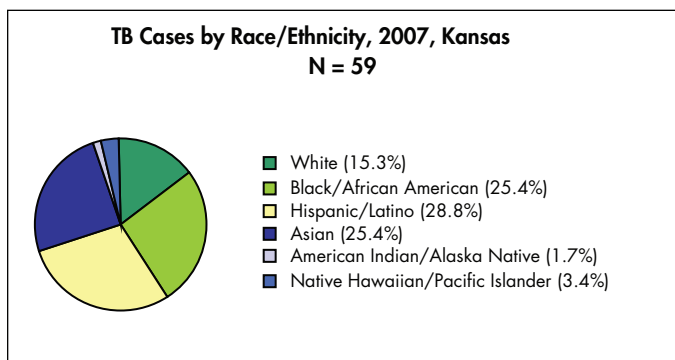 TB Cases by Race/Ethnicity, 2007, Kansas
N = 59
White (15.3%)
Black/African American (25.4%)
Hispanic/Latino (28.8%)
Asian (25.4%)
American Indian/Alaska Native (1.7%)
Native Hawaiian/Pacific Islander (3.4%)